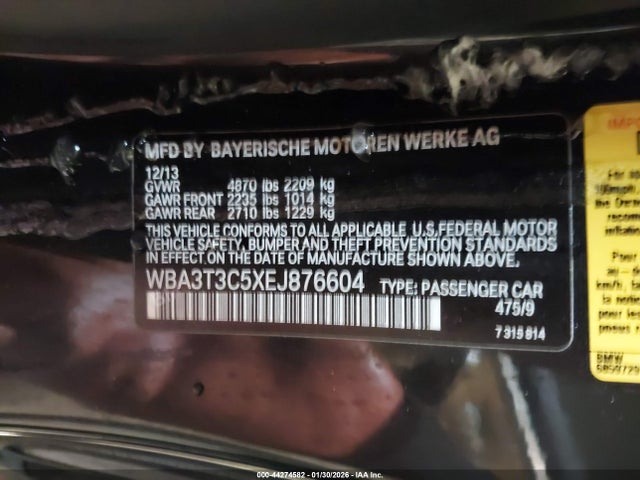 MFD BY BAYERISCHE MOTOREN WERKE AG
12/13
GVWR 4870 lbs 2209 kg
GAWR FRONT 2235 lbs 1014 kg
GAWR REAR 2710 lbs 1229 kg
THIS VEHICLE CONFORMS TO ALL APPLICABLE U.S.FEDERAL MOTOR
VEHICLE SAFETY, BUMPER AND THEFT PREVENTION STANDARDS
IN EFFECT ON THE DATE OF MANUFACTURE SHOWN ABOVE.
WBA3T3C5XEJ876604 TYPE: PASSENGER CAR
475/9
7 315 814
BMW
000-44274582 - 01/30/2026 - IAA Inc.